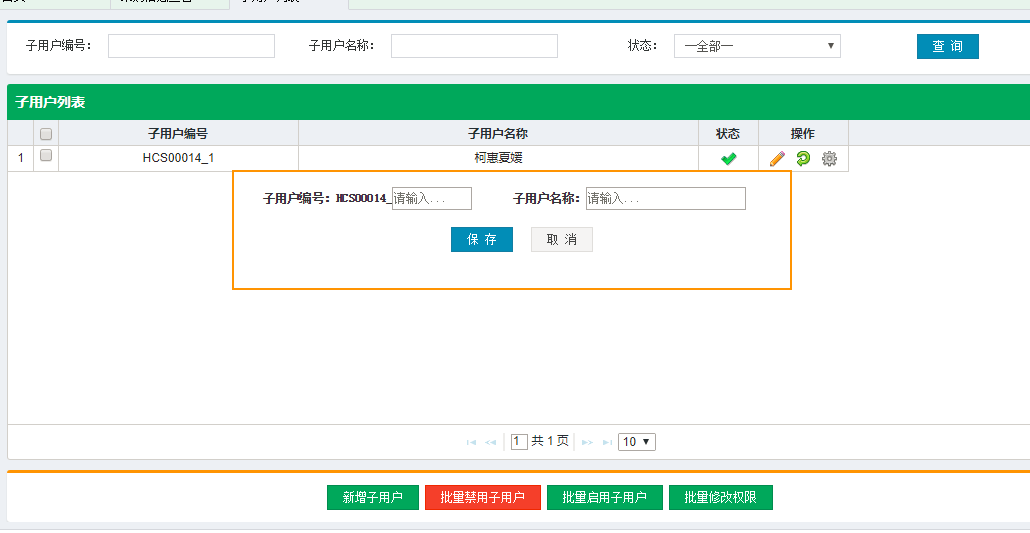 子用户编号：
子用户名称：
状态：
—全部—
查 询
子用户列表
子用户编号 子用户名称 状态 操作
1 HCS00014_1 柯惠夏媛
子用户编号：HCS00014_ 请输入...
子用户名称： 请输入...
保 存
取 消
1 共 1 页 10
新增子用户
批量禁用子用户
批量启用子用户
批量修改权限